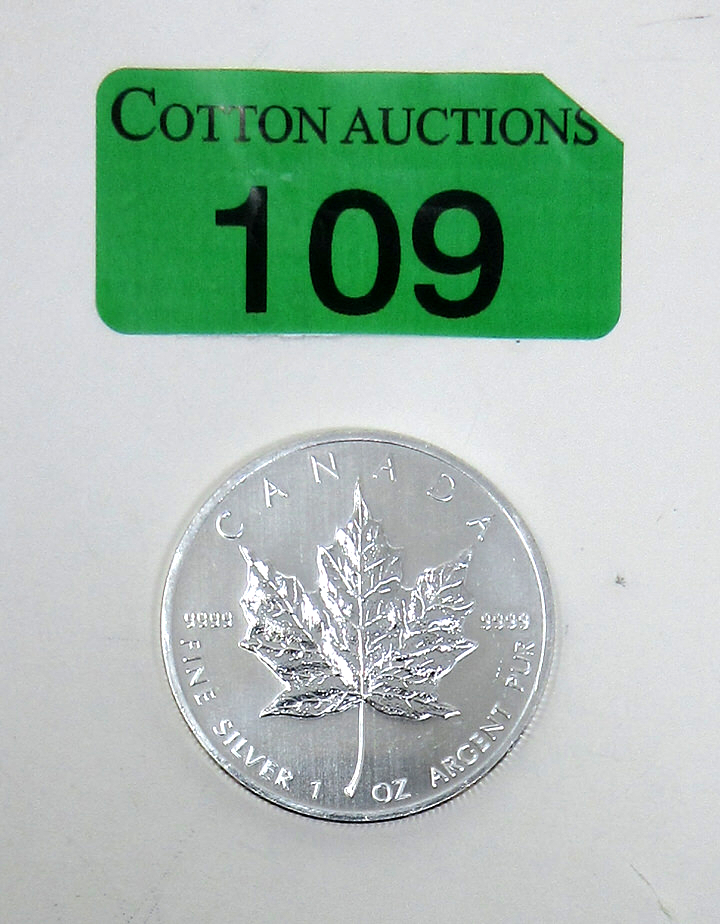 COTTON AUCTIONS
109
CANADA
9999 9999
FINE SILVER 1 OZ ARGENT PUR